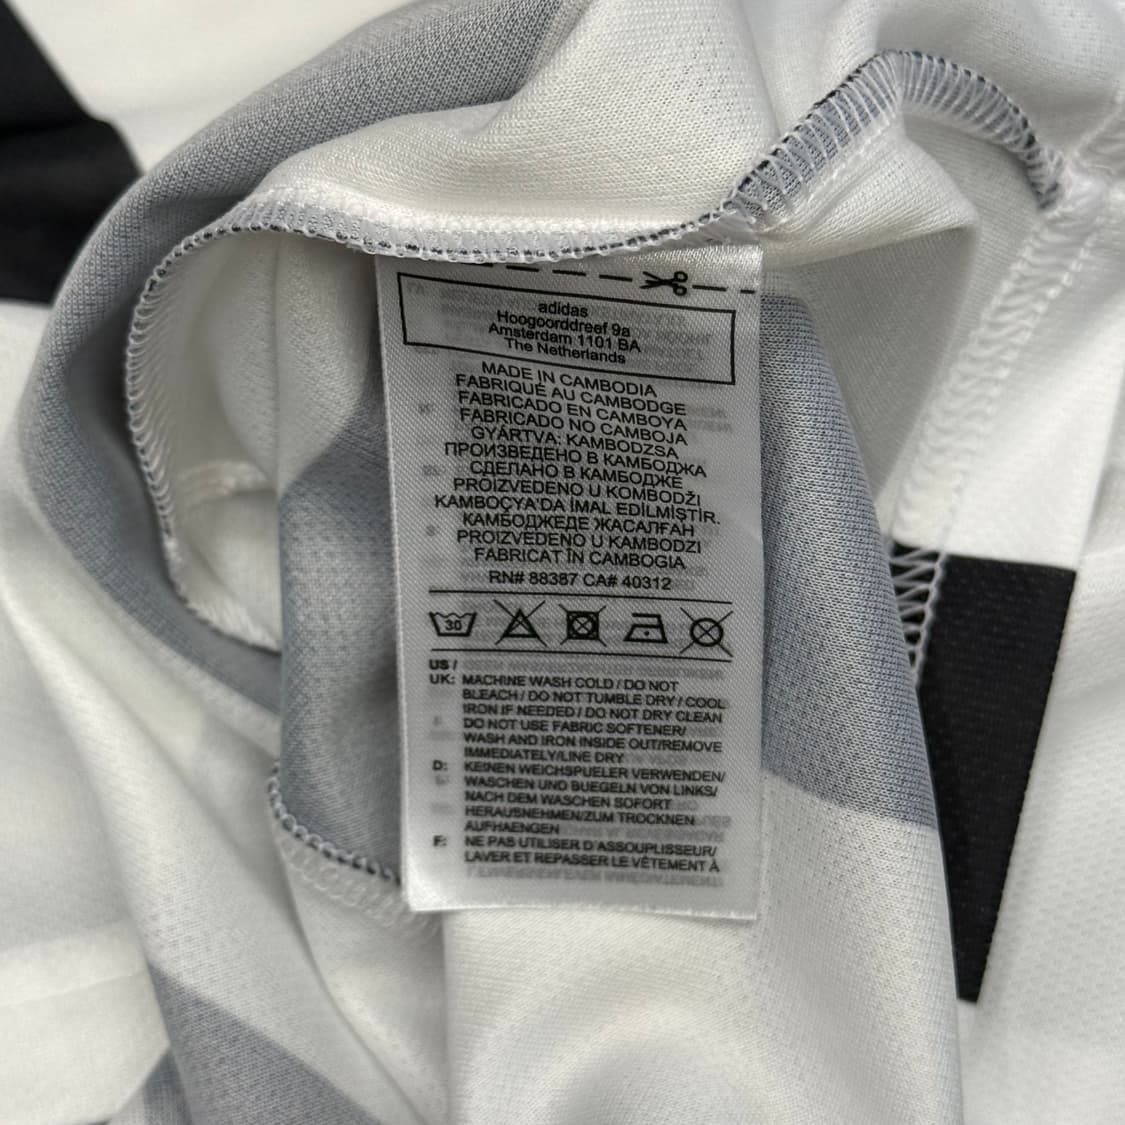 adidas
Hoogoorddreef 9a
Amsterdam 1101 BA
The Netherlands
MADE IN CAMBODIA
FABRIQUÉ AU CAMBODGE
FABRICADO EN CAMBOYA
FABRICADO NO CAMBOJA
GYÁRTVA: KAMBODZSA
ПРОИЗВЕДЕНО В КАМБОДЖА
СДЕЛАНО В КАМБОДЖЕ
PROIZVEDENO U KOMBODŽI
KAMBOÇYA'DA İMAL EDİLMİŞTİR.
КАМБОДЖЕДЕ ЖАСАЛҒАН
PROIZVEDENO U KAMBODZI
FABRICAT ÎN CAMBOGIA
RN# 88387 CA# 40312
30
US /
UK: MACHINE WASH COLD / DO NOT
BLEACH / DO NOT TUMBLE DRY / COOL
IRON IF NEEDED / DO NOT DRY CLEAN
DO NOT USE FABRIC SOFTENER/
WASH AND IRON INSIDE OUT/REMOVE
IMMEDIATELY/LINE DRY
D: KEINEN WEICHSPUELER VERWENDEN/
WASCHEN UND BUEGELN VON LINKS/
NACH DEM WASCHEN SOFORT
HERAUSNEHMEN/ZUM TROCKNEN
AUFHAENGEN
F: NE PAS UTILISER D'ASSOUPLISSEUR/
LAVER ET REPASSER LE VÊTEMENT À